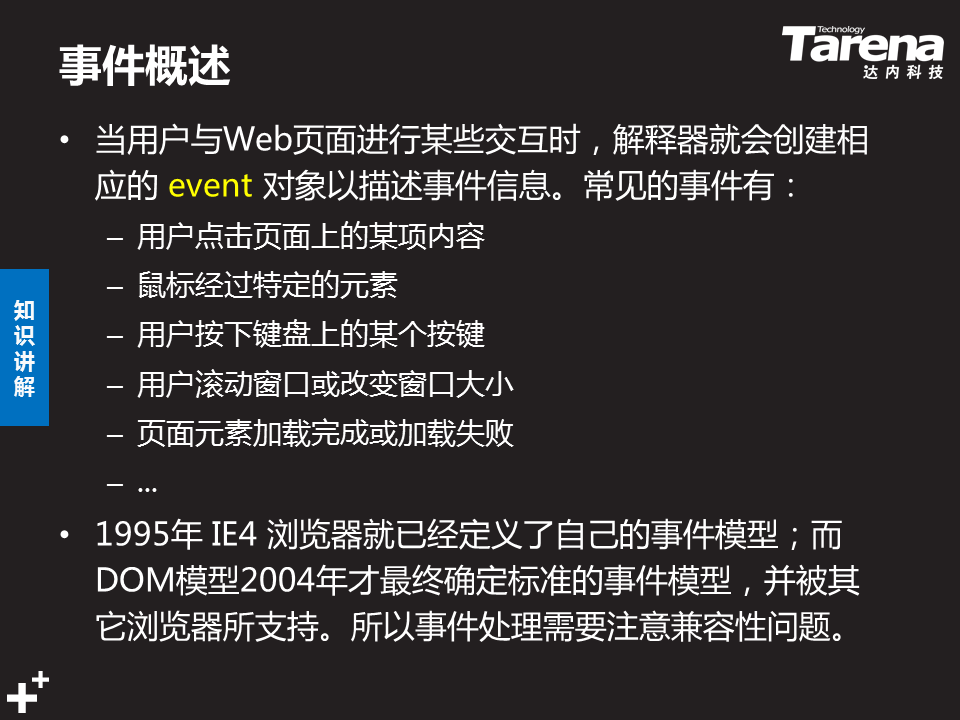 事件概述
Technology
Tarena
达内科技
• 当用户与Web页面进行某些交互时，解释器就会创建相
应的 event 对象以描述事件信息。常见的事件有：
– 用户点击页面上的某项内容
– 鼠标经过特定的元素
– 用户按下键盘上的某个按键
– 用户滚动窗口或改变窗口大小
– 页面元素加载完成或加载失败
– ...
知
识
讲
解
• 1995年 IE4 浏览器就已经定义了自己的事件模型；而
DOM模型2004年才最终确定标准的事件模型，并被其
它浏览器所支持。所以事件处理需要注意兼容性问题。